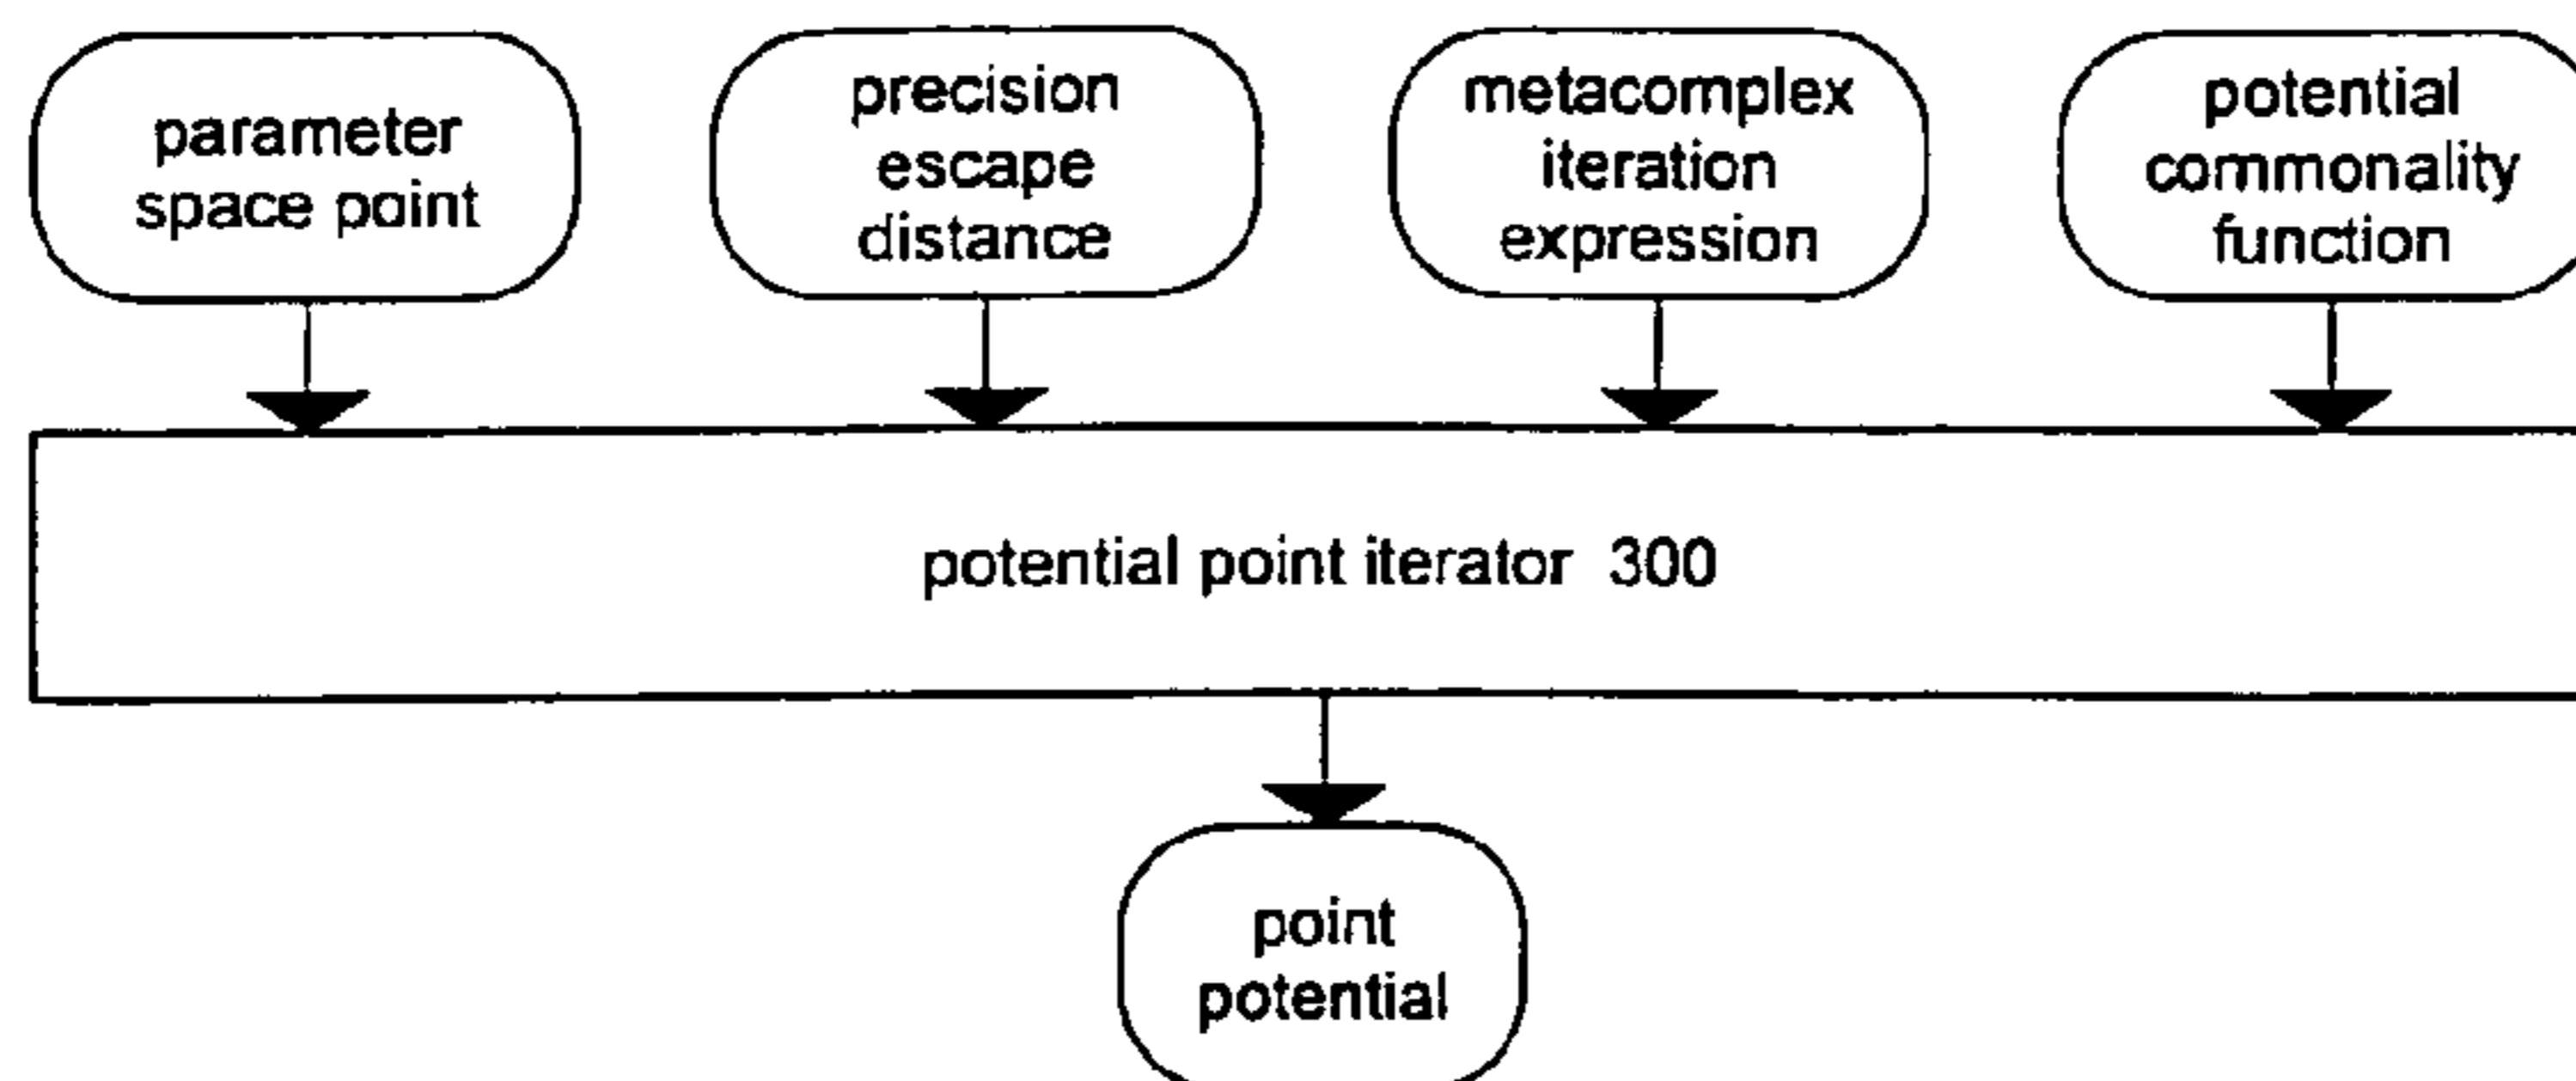 parameter
space point
precision
escape
distance
metacomplex
iteration
expression
potential
commonality
function
potential point iterator 300
point
potential